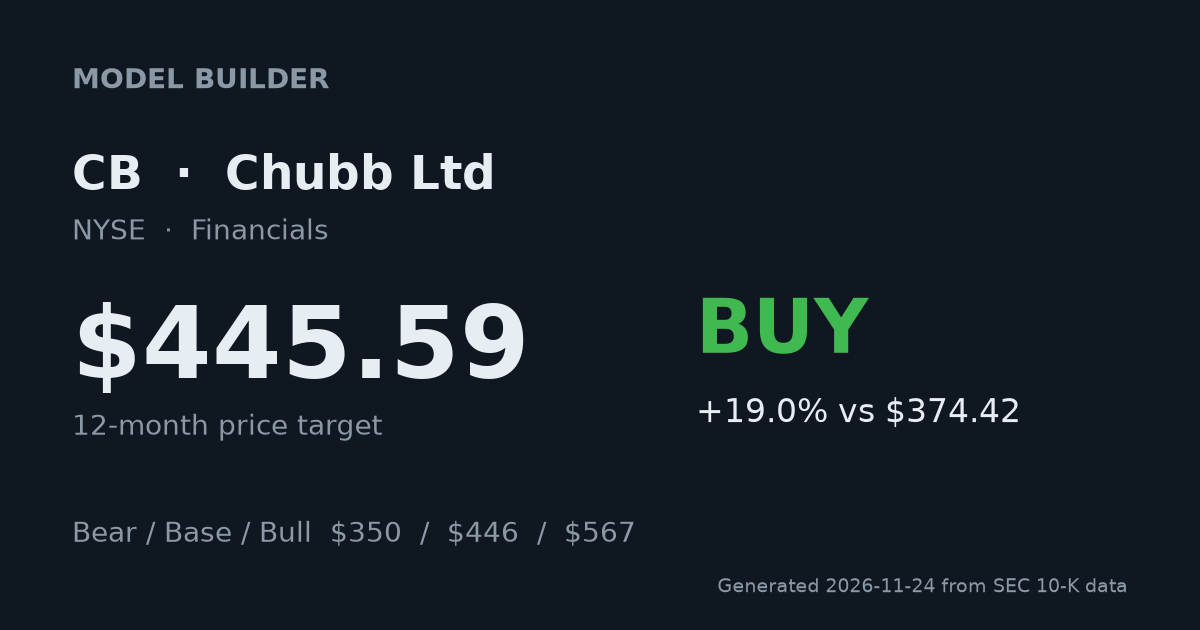 MODEL BUILDER
CB · Chubb Ltd
NYSE · Financials
$445.59
12-month price target
BUY
+19.0% vs $374.42
Bear / Base / Bull $350 / $446 / $567
Generated 2026-11-24 from SEC 10-K data